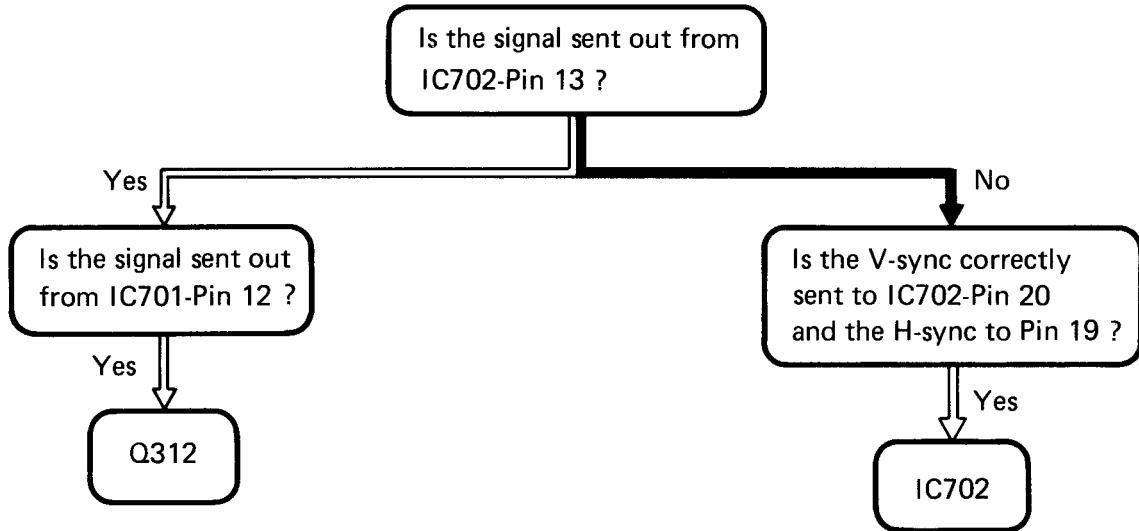 Is the signal sent out from
IC702-Pin 13 ?
Yes
No
Is the signal sent out
from IC701-Pin 12 ?
Is the V-sync correctly
sent to IC702-Pin 20
and the H-sync to Pin 19 ?
Yes
Yes
Q312
IC702